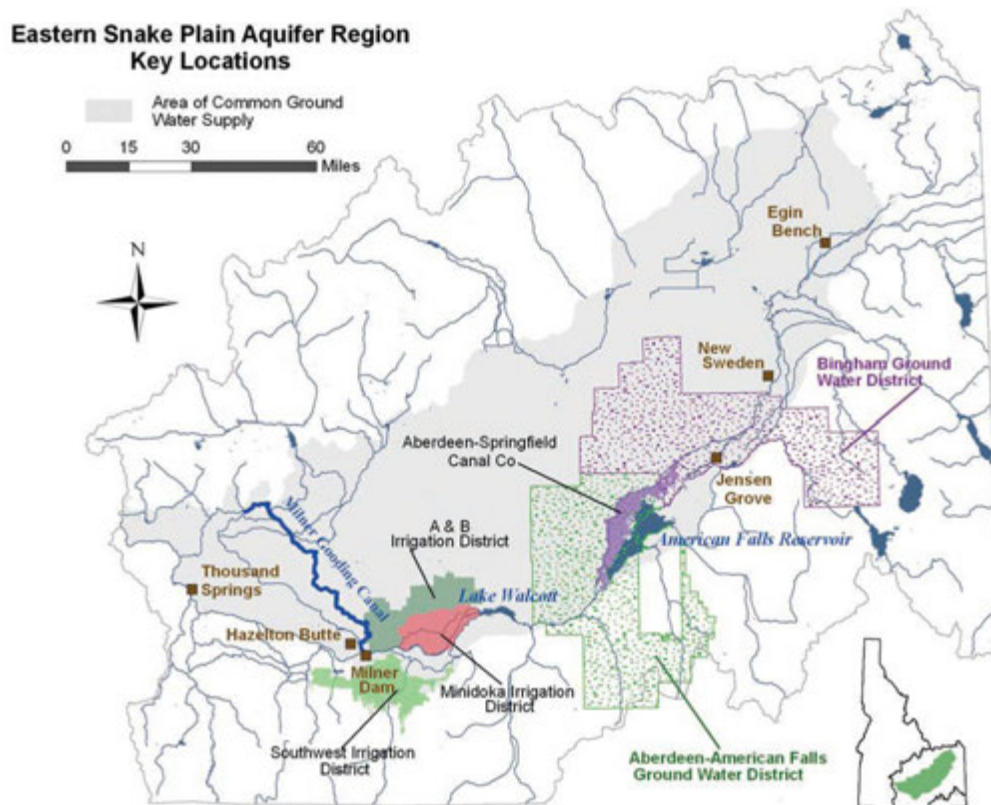 Eastern Snake Plain Aquifer Region
Key Locations
Area of Common Ground
Water Supply
0 15 30 60
Miles
N
Egin
Bench
New
Sweden
Bingham Ground
Water District
Aberdeen-Springfield
Canal Co
Jensen
Grove
American Falls Reservoir
A & B
Irrigation District
Milner Gooding Canal
Thousand
Springs
Lake Walcott
Hazelton Butte
Milner
Dam
Minidoka Irrigation
District
Southwest Irrigation
District
Aberdeen-American Falls
Ground Water District